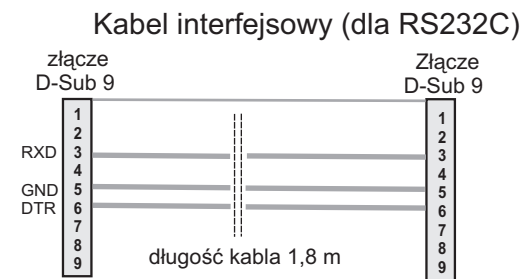 Kabel interfejsowy (dla RS232C)
złącze
D-Sub 9
Złącze
D-Sub 9
1
2
RXD 3
4
GND 5
DTR 6
7
8
9
1
2
3
4
5
6
7
8
9
długość kabla 1,8 m